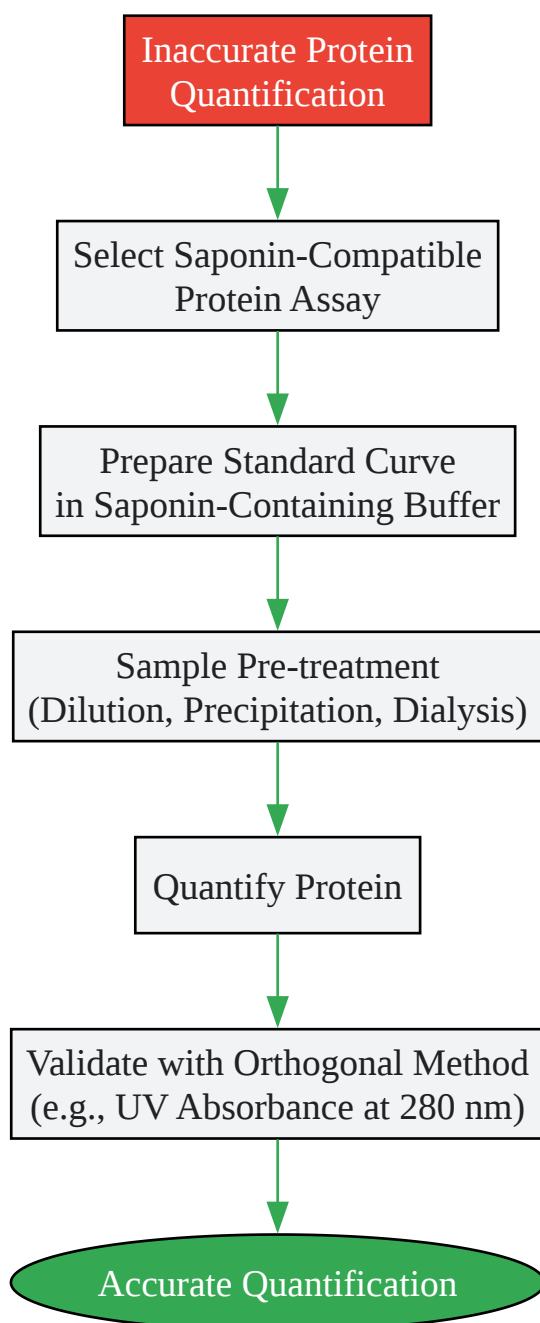 Inaccurate Protein
Quantification
Select Saponin-Compatible
Protein Assay
Prepare Standard Curve
in Saponin-Containing Buffer
Sample Pre-treatment
(Dilution, Precipitation, Dialysis)
Quantify Protein
Validate with Orthogonal Method
(e.g., UV Absorbance at 280 nm)
Accurate Quantification